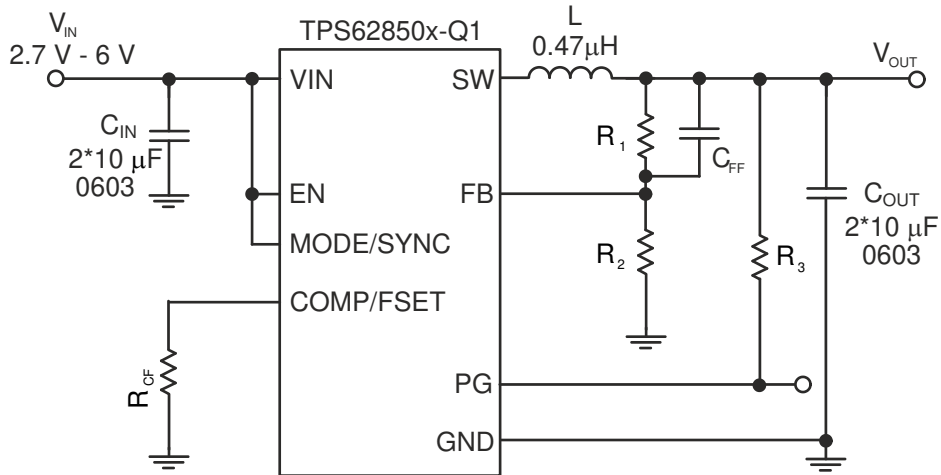 TPS62850x-Q1
VIN
2.7 V - 6 V
CIN
2*10 μF
0603
VIN
EN
MODE/SYNC
COMP/FSET
RCF
SW
FB
PG
GND
L
0.47μH
R1
CFF
R2
R3
VOUT
COUT
2*10 μF
0603